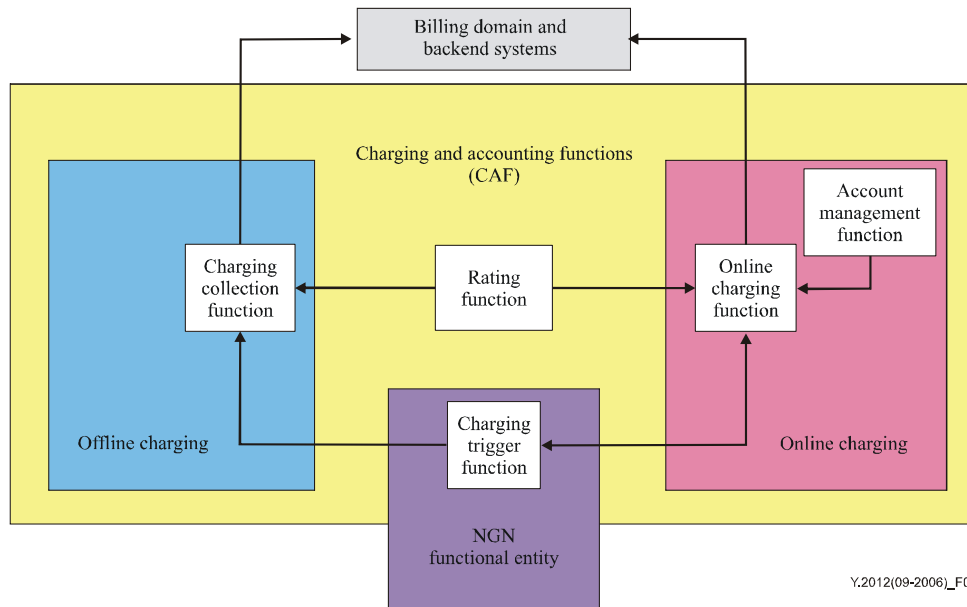 Billing domain and
backend systems
Charging and accounting functions
(CAF)
Account
management
function
Charging
collection
function
Rating
function
Online
charging
function
Offline charging
Charging
trigger
function
Online charging
NGN
functional entity
Y.2012(09-2006)_F0